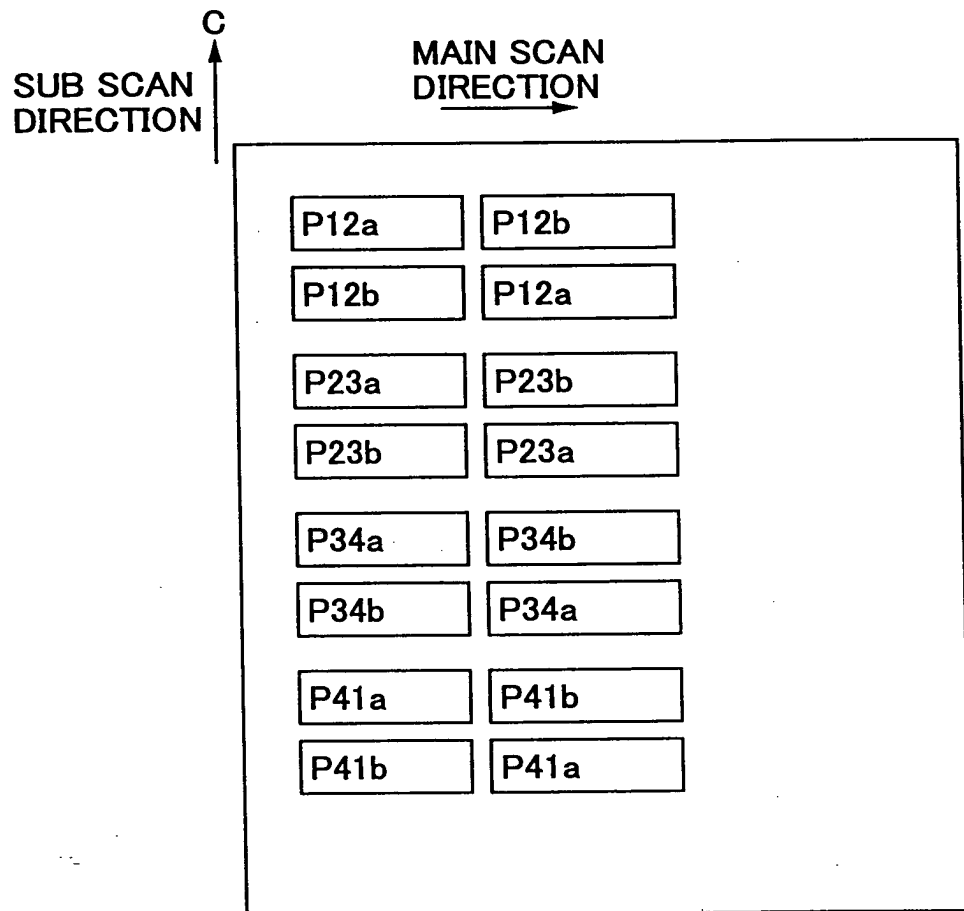 C
SUB SCAN
DIRECTION
MAIN SCAN
DIRECTION
P12a P12b
P12b P12a
P23a P23b
P23b P23a
P34a P34b
P34b P34a
P41a P41b
P41b P41a